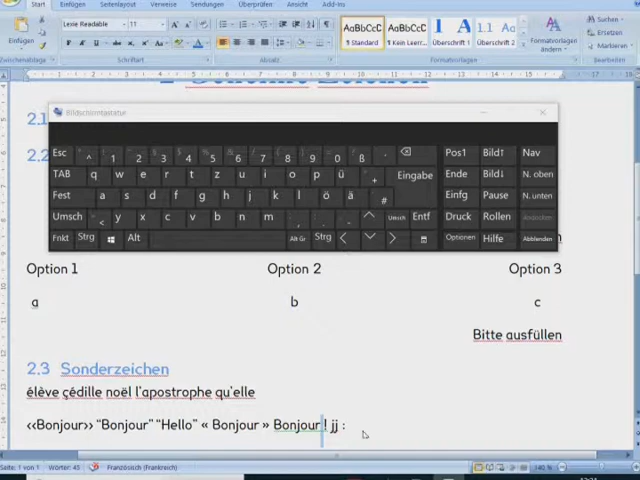 Start Einfügen Seitenlayout Verweise Sendungen Überprüfen Ansicht Add-Ins
Lexie Readable 11
Einfügen
AaBbCcC AaBbCcC 1 1.1
¶ Standard ¶ Kein Leerr... Überschrift 1 Überschrift 2
Formatvorlagen ändern
Suchen
Ersetzen
Markieren
Zwischenablage Schriftart Absatz Formatvorlagen Bearbeiten
2.1
2.2
Bildschirmtastatur
Esc ^ 1 2 3 4 5 6 7 8 9 0 ß Pos1 Bild↑ Nav
TAB q w e r t z u i o p ü + Eingabe Ende Bild↓ N. oben
Fest a s d f g h j k l ö ä # Einfg Pause N. unten
Umsch < y x c v b n m , . - Umsch Entf Druck Rollen Andocken
Fnkt Strg Alt Alt Gr Strg Optionen Hilfe Abblenden
Option 1 Option 2 Option 3
a b c
Bitte ausfüllen
2.3 Sonderzeichen
élève çédille noël l'apostrophe qu'elle
‹‹Bonjour›› “Bonjour” “Hello” « Bonjour » Bonjour ! jj :
Seite: 1 von 1 Wörter: 43 Französisch (Frankreich) 140 %